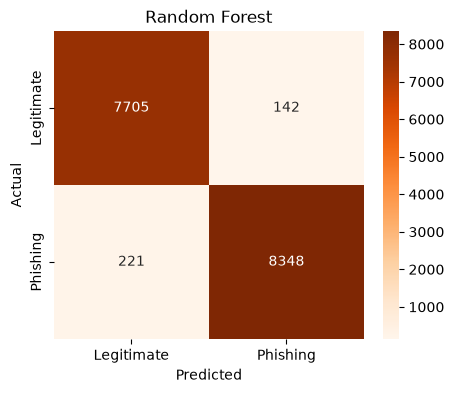 Random Forest
Legitimate
Phishing
Actual
7705
142
221
8348
Legitimate
Phishing
Predicted
8000
7000
6000
5000
4000
3000
2000
1000